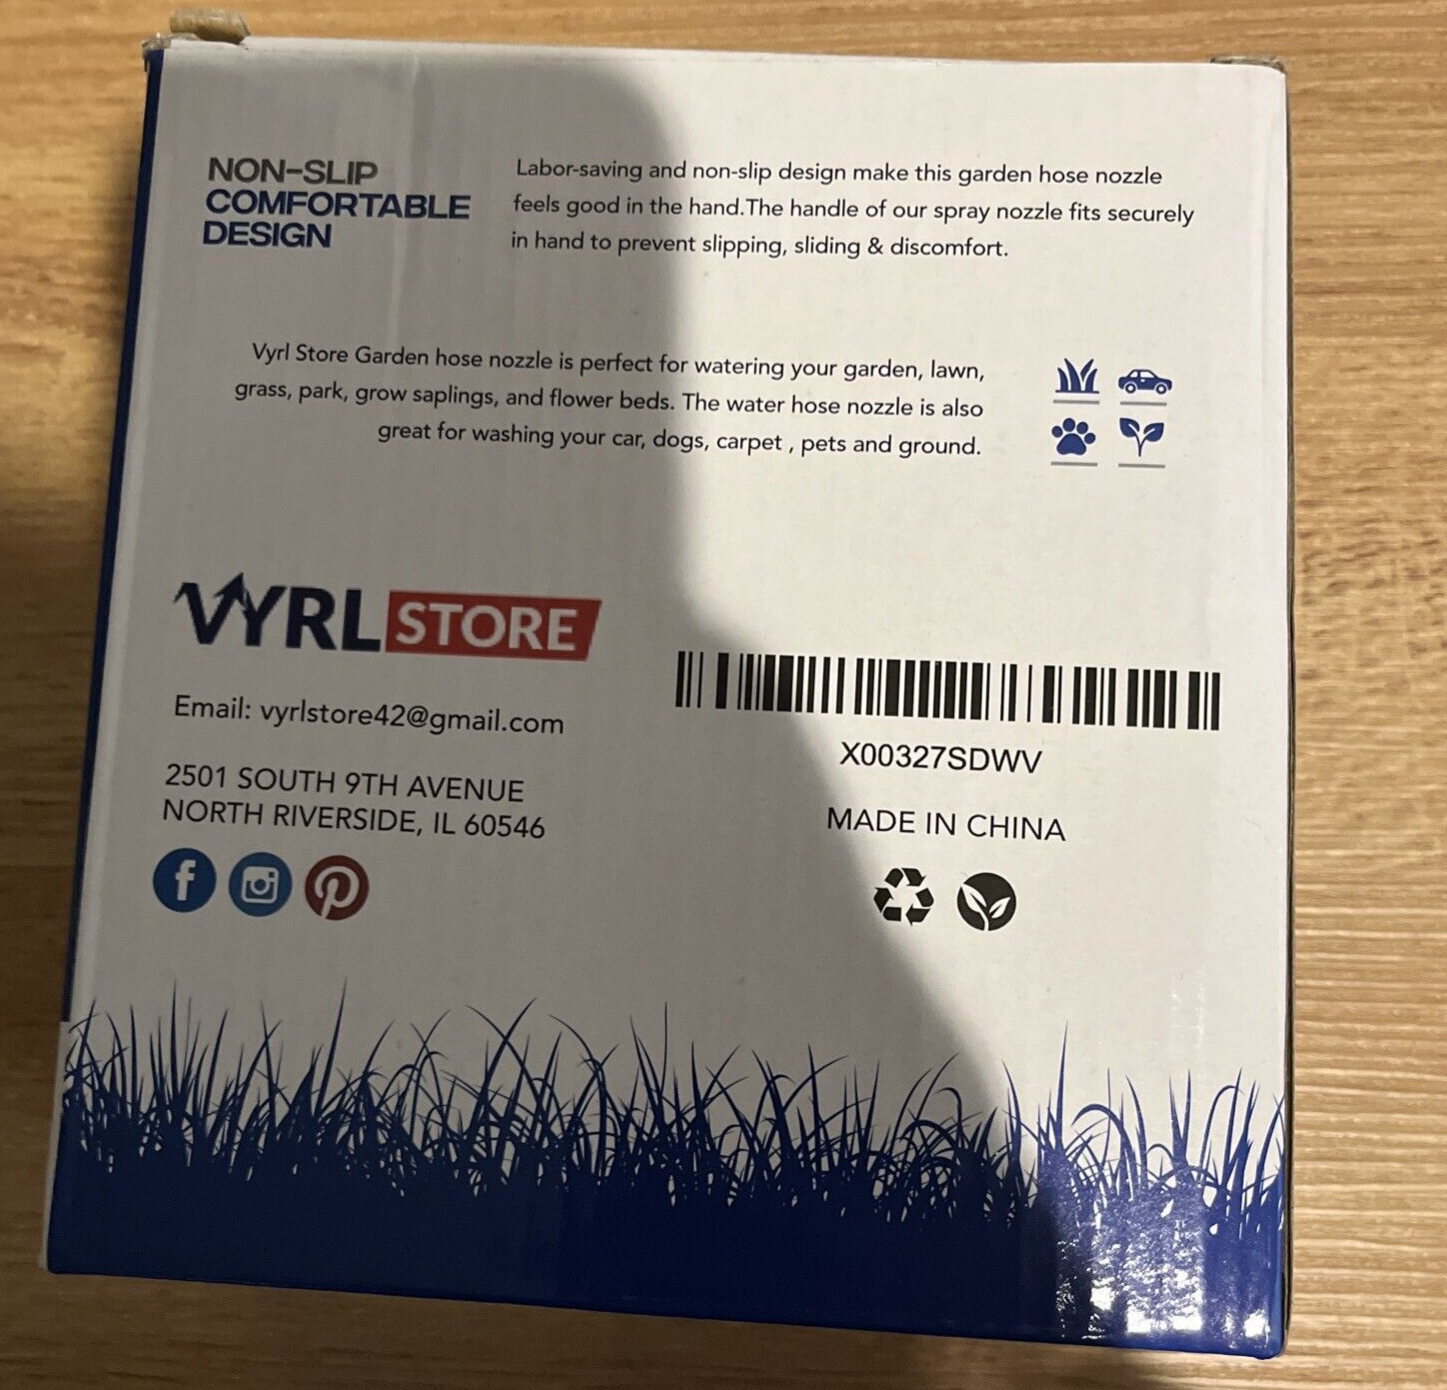 NON-SLIP
COMFORTABLE
DESIGN
Labor-saving and non-slip design make this garden hose nozzle
feels good in the hand.The handle of our spray nozzle fits securely
in hand to prevent slipping, sliding & discomfort.
Vyrl Store Garden hose nozzle is perfect for watering your garden, lawn,
grass, park, grow saplings, and flower beds. The water hose nozzle is also
great for washing your car, dogs, carpet , pets and ground.
VYRL STORE
Email: vyrlstore42@gmail.com
2501 SOUTH 9TH AVENUE
NORTH RIVERSIDE, IL 60546
X00327SDWV
MADE IN CHINA